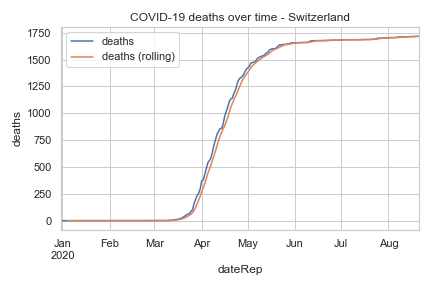 COVID-19 deaths over time - Switzerland
deaths
deaths (rolling)
1750
1500
1250
1000
750
500
250
0
deaths
Jan Feb Mar Apr May Jun Jul Aug
2020
dateRep